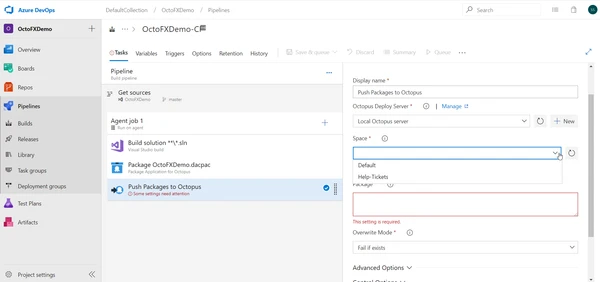 Azure DevOps
DefaultCollection / OctoFXDemo / Pipelines
Search
OctoFXDemo
Overview
Boards
Repos
Pipelines
Builds
Releases
Library
Task groups
Deployment groups
Test Plans
Artifacts
Project settings
OctoFXDemo-CI
Tasks Variables Triggers Options Retention History
Save & queue Discard Summary Queue
Pipeline
Build pipeline
Get sources
OctoFXDemo master
Agent job 1
Run on agent
Build solution **\*.sln
Visual Studio build
Package OctoFXDemo.dacpac
Package Application for Octopus
Push Packages to Octopus
Some settings need attention
Display name *
Push Packages to Octopus
Octopus Deploy Server * | Manage
Local Octopus server
New
Space *
Default
Help-Tickets
Package *
This setting is required.
Overwrite Mode *
Fail if exists
Advanced Options
Control Options